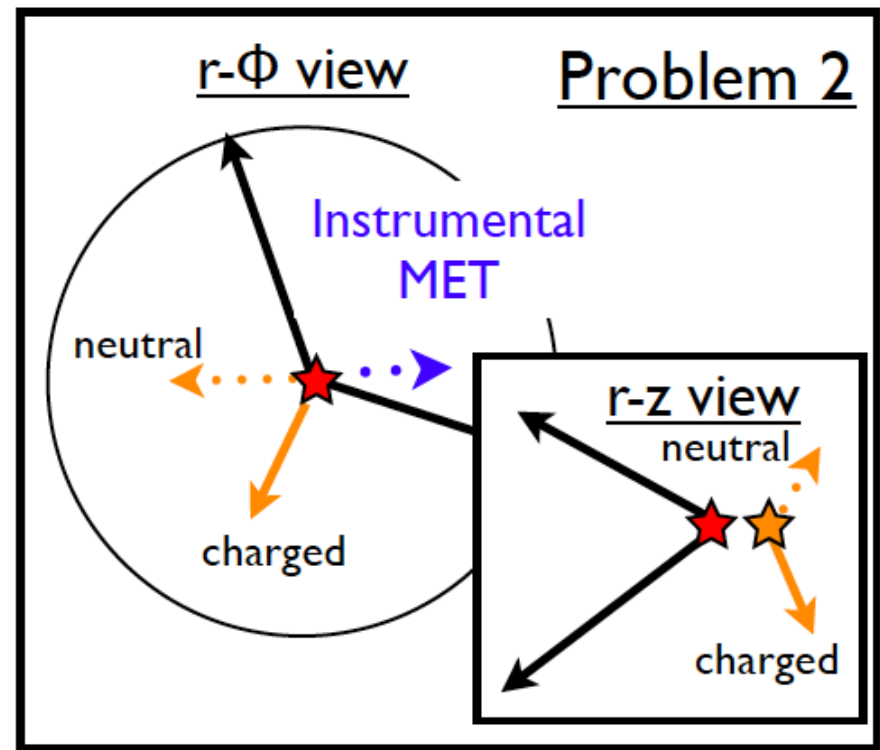 r-Φ view
Problem 2
Instrumental
MET
neutral
charged
r-z view
neutral
charged